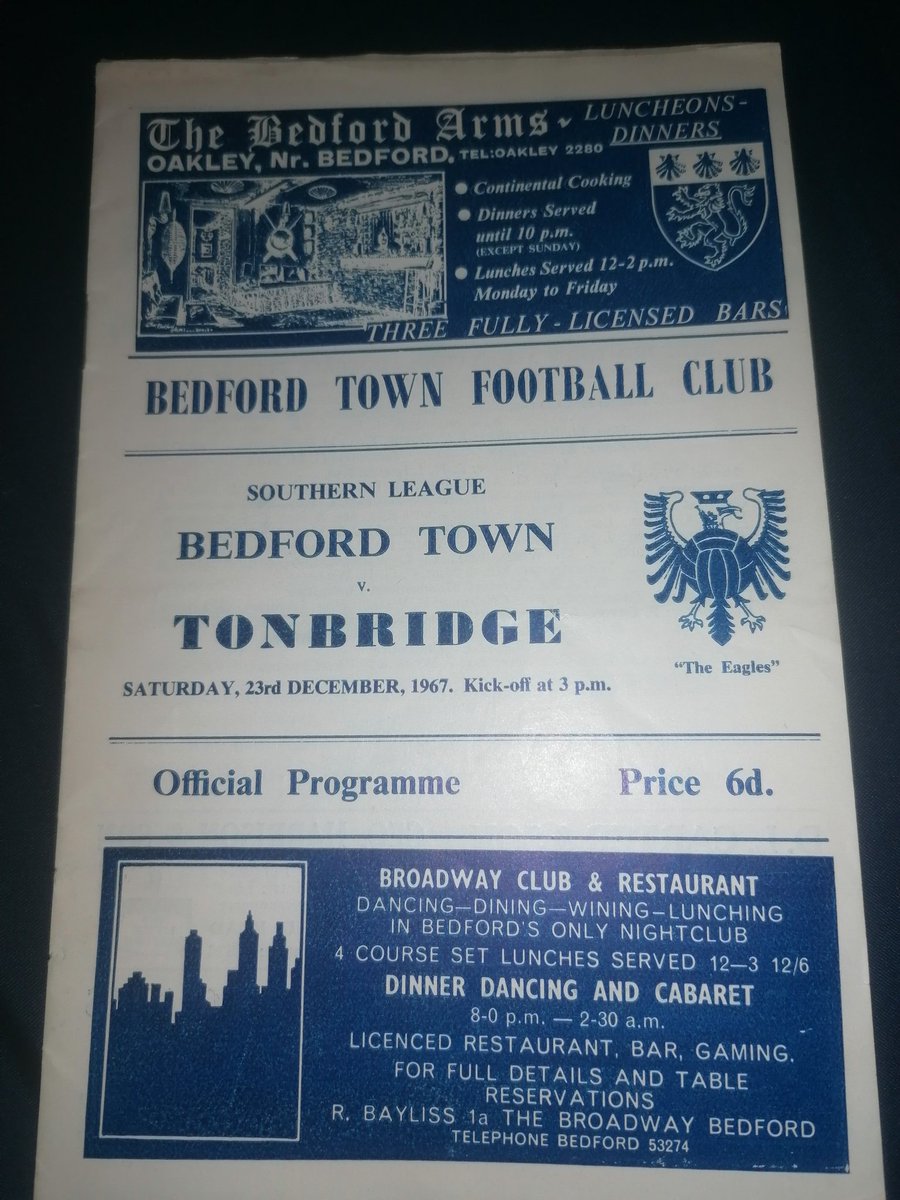 The Bedford Arms
LUNCHEONS-
DINNERS
OAKLEY, Nr. BEDFORD. TEL:OAKLEY 2280
● Continental Cooking
● Dinners Served
until 10 p.m.
(EXCEPT SUNDAY)
● Lunches Served 12-2 p.m.
Monday to Friday
THREE FULLY-LICENSED BARS
BEDFORD TOWN FOOTBALL CLUB
SOUTHERN LEAGUE
BEDFORD TOWN
v.
TONBRIDGE
SATURDAY, 23rd DECEMBER, 1967. Kick-off at 3 p.m.
"The Eagles"
Official Programme Price 6d.
BROADWAY CLUB & RESTAURANT
DANCING—DINING—WINING—LUNCHING
IN BEDFORD'S ONLY NIGHTCLUB
4 COURSE SET LUNCHES SERVED 12—3 12/6
DINNER DANCING AND CABARET
8-0 p.m. — 2-30 a.m.
LICENCED RESTAURANT, BAR, GAMING.
FOR FULL DETAILS AND TABLE
RESERVATIONS
R. BAYLISS 1a THE BROADWAY BEDFORD
TELEPHONE BEDFORD 53274